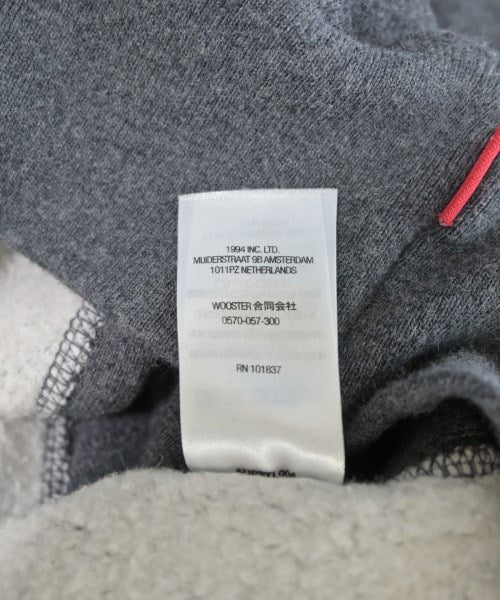 1994 INC. LTD.
MUIDERSTRAAT 9B AMSTERDAM
1011PZ NETHERLANDS
WOOSTER 合同会社
0570-057-300
RN 101837